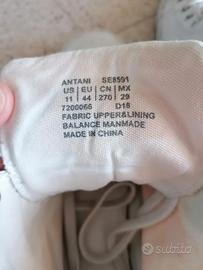 ANTANI SE8591
US | EU | CN | MX
11 | 44 | 270 | 29
7200066 D18
FABRIC UPPER&LINING
BALANCE MANMADE
MADE IN CHINA
subito